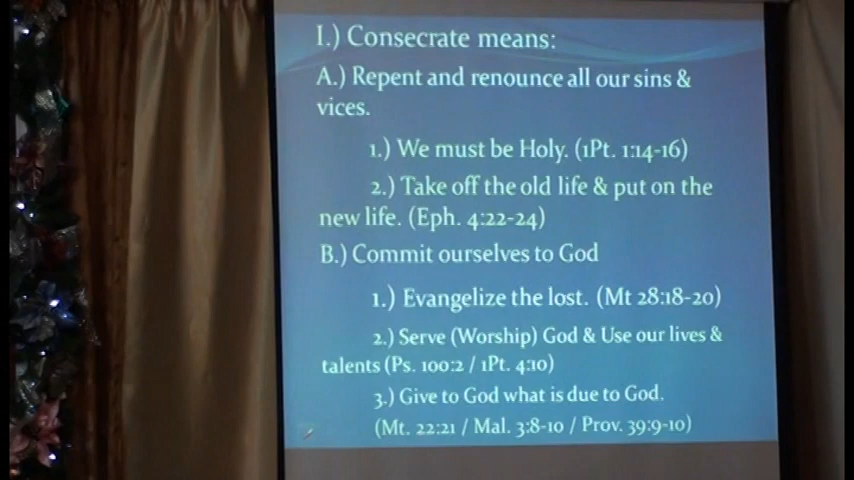 I.) Consecrate means:
A.) Repent and renounce all our sins &
vices.
1.) We must be Holy. (1Pt. 1:14-16)
2.) Take off the old life & put on the
new life. (Eph. 4:22-24)
B.) Commit ourselves to God
1.) Evangelize the lost. (Mt 28:18-20)
2.) Serve (Worship) God & Use our lives &
talents (Ps. 100:2 / 1Pt. 4:10)
3.) Give to God what is due to God.
(Mt. 22:21 / Mal. 3:8-10 / Prov. 39:9-10)